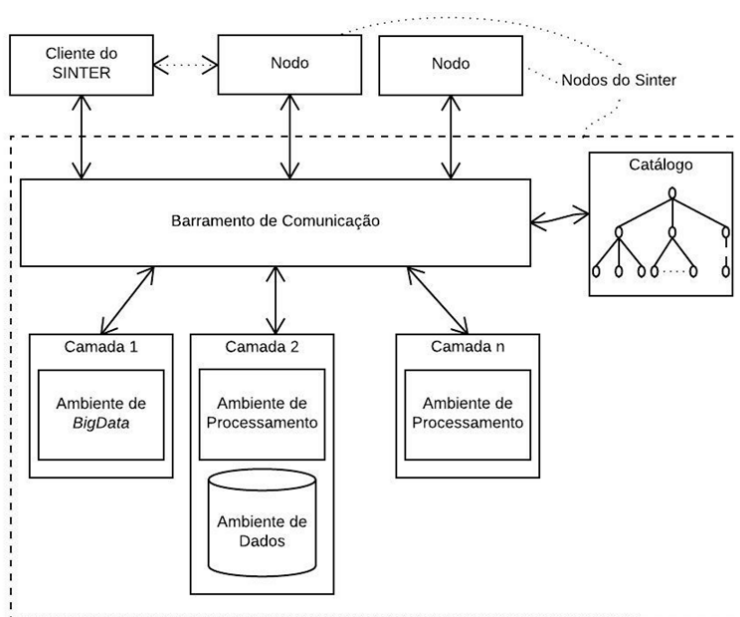 Cliente do
SINTER
Nodo
Nodo
Nodos do Sinter
Catálogo
Barramento de Comunicação
Camada 1
Ambiente de
BigData
Camada 2
Ambiente de
Processamento
Ambiente de
Dados
Camada n
Ambiente de
Processamento